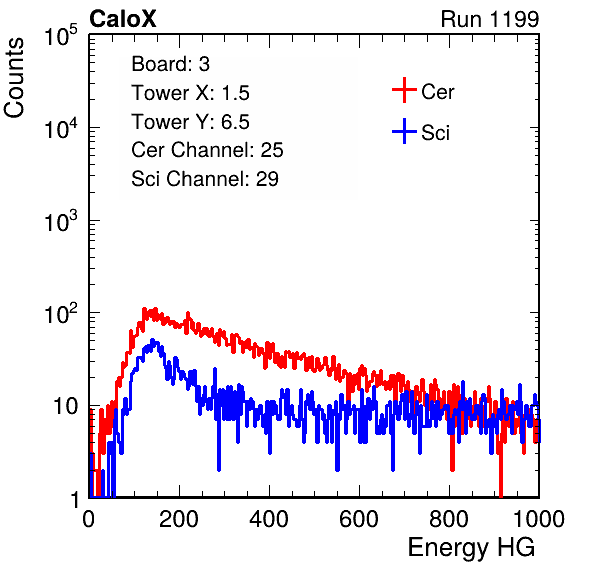 CaloX Run 1199
Counts
Board: 3
Tower X: 1.5
Tower Y: 6.5
Cer Channel: 25
Sci Channel: 29
Cer
Sci
10^5
10^4
10^3
10^2
10
1
0 200 400 600 800 1000
Energy HG